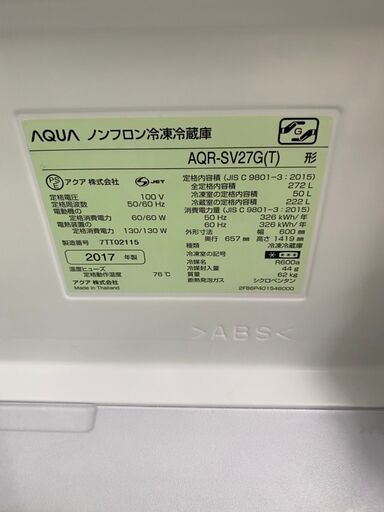 AQUA ノンフロン冷凍冷蔵庫
AQR-SV27G(T) 形
PSE アクア 株式会社 JET
定格電圧 100 V
定格周波数 50/60 Hz
電動機の
定格消費電力 60/60 W
電熱装置の
定格消費電力 130/130 W
製造番号 7TT02115
2017 年製
温度ヒューズ
定格動作温度 76℃
アクア 株式会社
Made in Thailand
定格内容積 (JIS C 9801-3 : 2015)
全定格内容積 272 L
冷凍室の定格内容積 50 L
冷蔵室の定格内容積 222 L
消費電力量 (JIS C 9801-3 : 2015)
50 Hz 326 kWh/年
60 Hz 326 kWh/年
外形寸法 幅 600 mm
奥行 657 mm 高さ 1419 mm
種類 冷凍冷蔵庫
冷凍室の記号
冷媒名 R600a
冷媒封入量 44 g
質量 62 kg
断熱発泡ガス シクロペンタン
2FB6P401546000
>ABS<